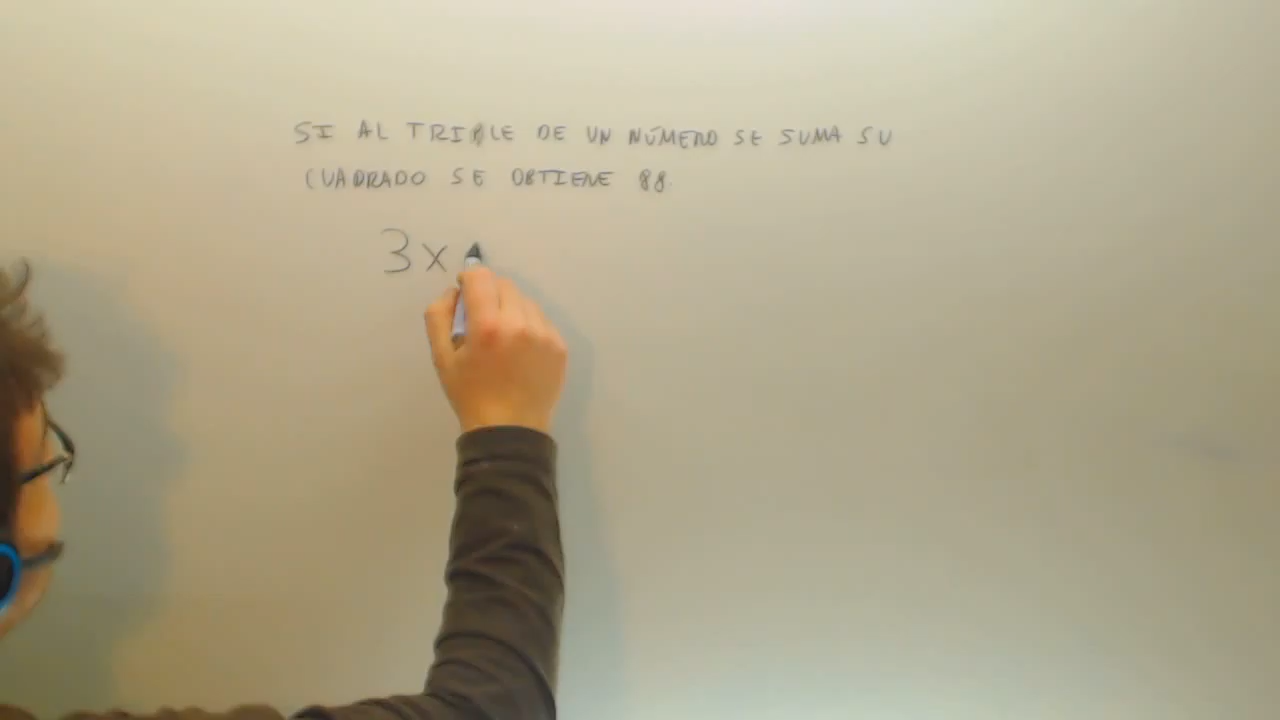 SI AL TRIPLE DE UN NÚMERO SE SUMA SU
CUADRADO SE OBTIENE 88.
3x